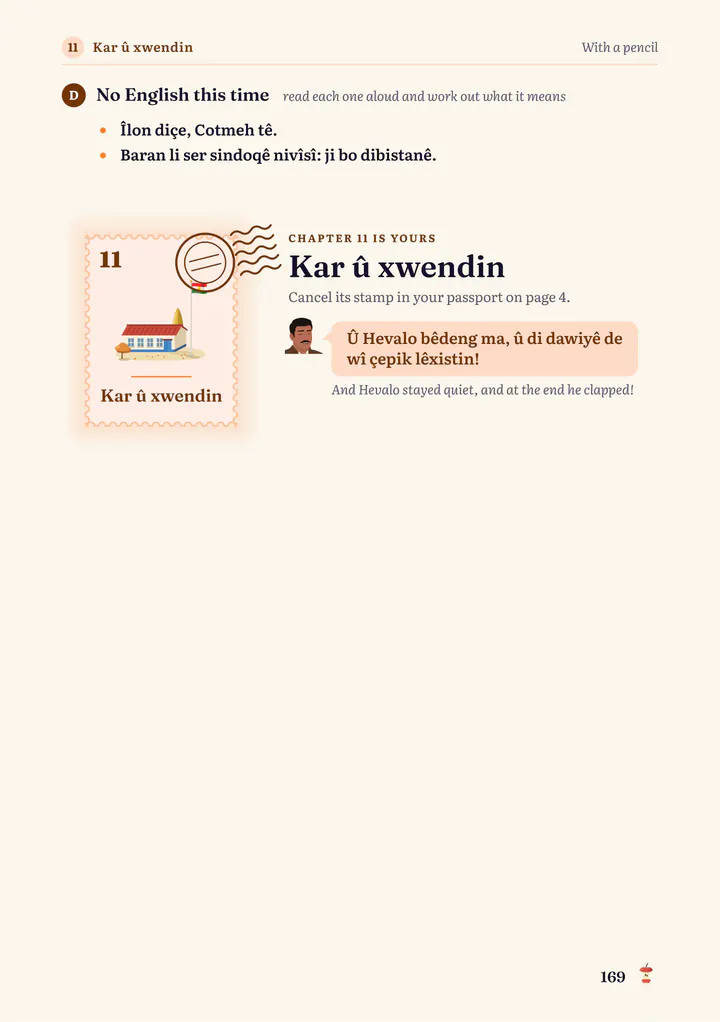 11 Kar û xwendin With a pencil
D No English this time read each one aloud and work out what it means
• Îlon diçe, Cotmeh tê.
• Baran li ser sindoqê nivîsî: ji bo dibistanê.
11
CHAPTER 11 IS YOURS
Kar û xwendin
Cancel its stamp in your passport on page 4.
Û Hevalo bêdeng ma, û di dawiyê de
wî çepik lêxistin!
And Hevalo stayed quiet, and at the end he clapped!
Kar û xwendin
169